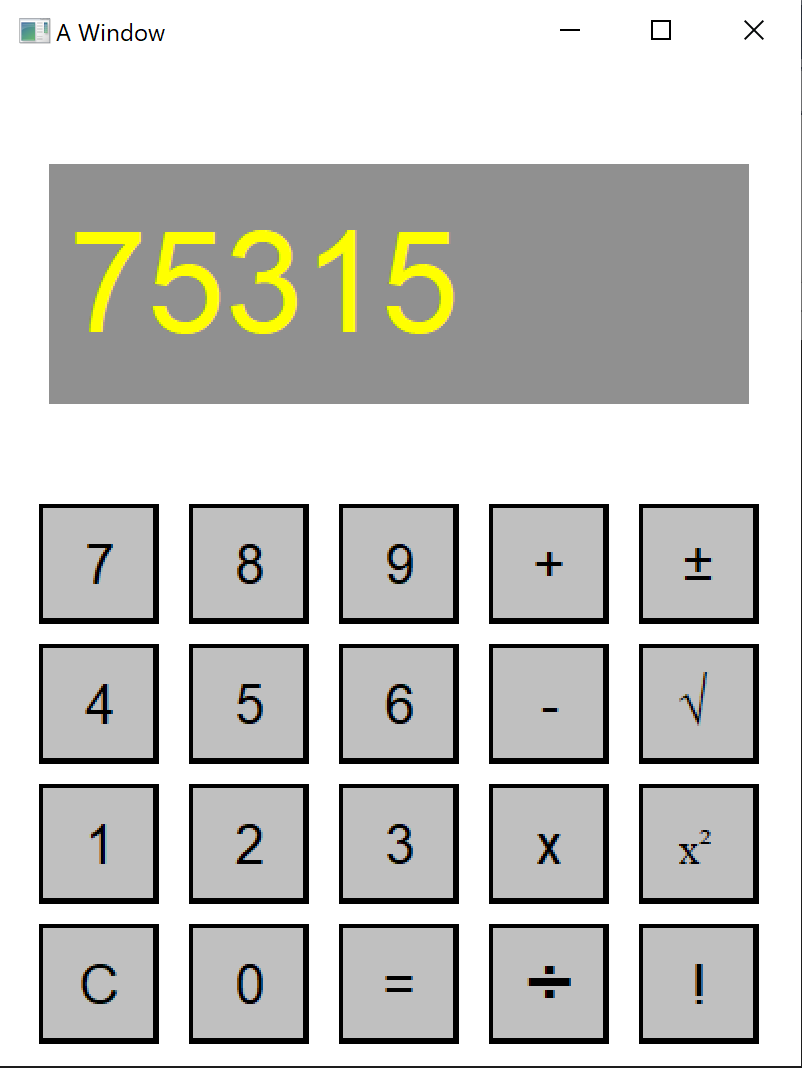 A Window
75315
7 8 9 + ±
4 5 6 - √
1 2 3 x x²
C 0 = ÷ !